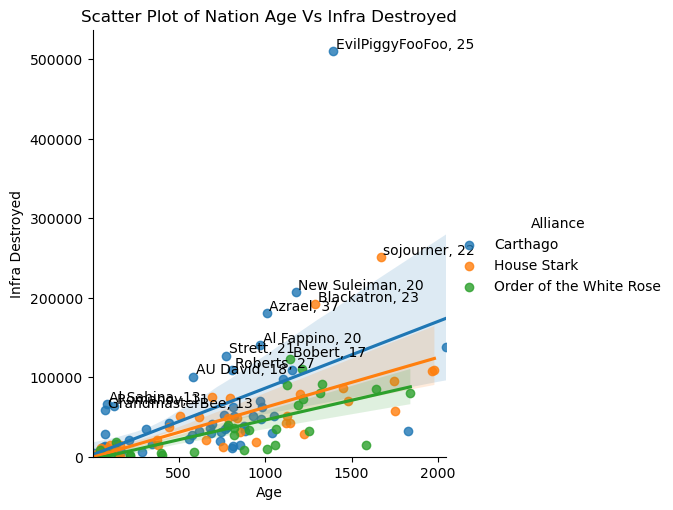 Scatter Plot of Nation Age Vs Infra Destroyed
EvilPiggyFooFoo, 25
500000
400000
300000
Alliance
Carthago
House Stark
Order of the White Rose
Infra Destroyed
sojourner, 22
New Suleiman, 20
Blackatron, 23
200000
Azrael, 37
Al Fappino, 20
Strett, 21
Bobert, 17
Roberts, 27
AU David, 18
100000
GrandmasterBee, 13
0
500
1000
1500
2000
Age